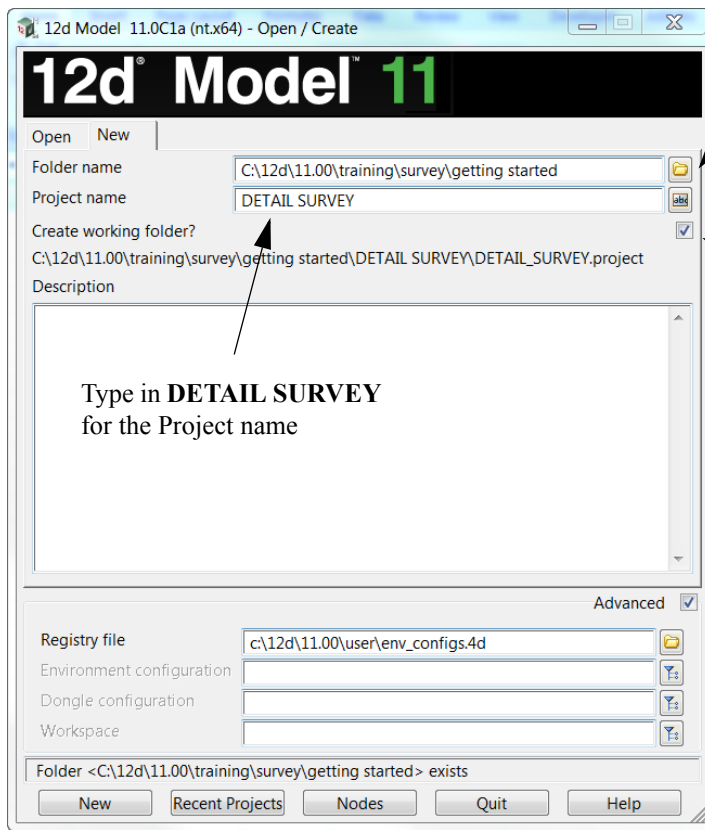 12d Model 11.0C1a (nt.x64) - Open / Create
12d® Model™ 11
Open New
Folder name C:\12d\11.00\training\survey\getting started
Project name DETAIL SURVEY abc
Create working folder?
C:\12d\11.00\training\survey\getting started\DETAIL SURVEY\DETAIL_SURVEY.project
Description
Type in DETAIL SURVEY
for the Project name
Advanced
Registry file c:\12d\11.00\user\env_configs.4d
Environment configuration
Dongle configuration
Workspace
Folder <C:\12d\11.00\training\survey\getting started> exists
New Recent Projects Nodes Quit Help